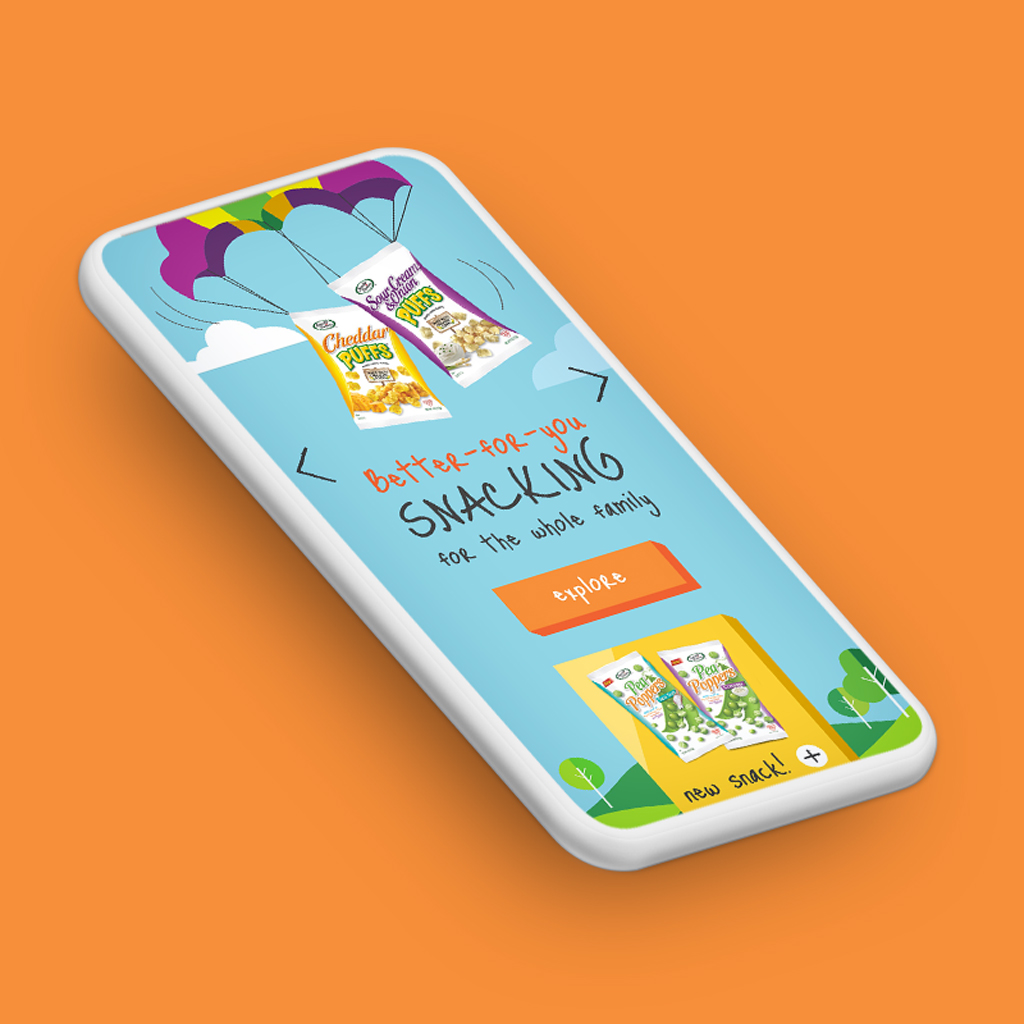 Sour Cream
& Onion
PUFFS
Cheddar
PUFFS
Better-for-you
SNACKING
for the whole family
explore
Pea
Poppers
Pea
Poppers
new snack! +